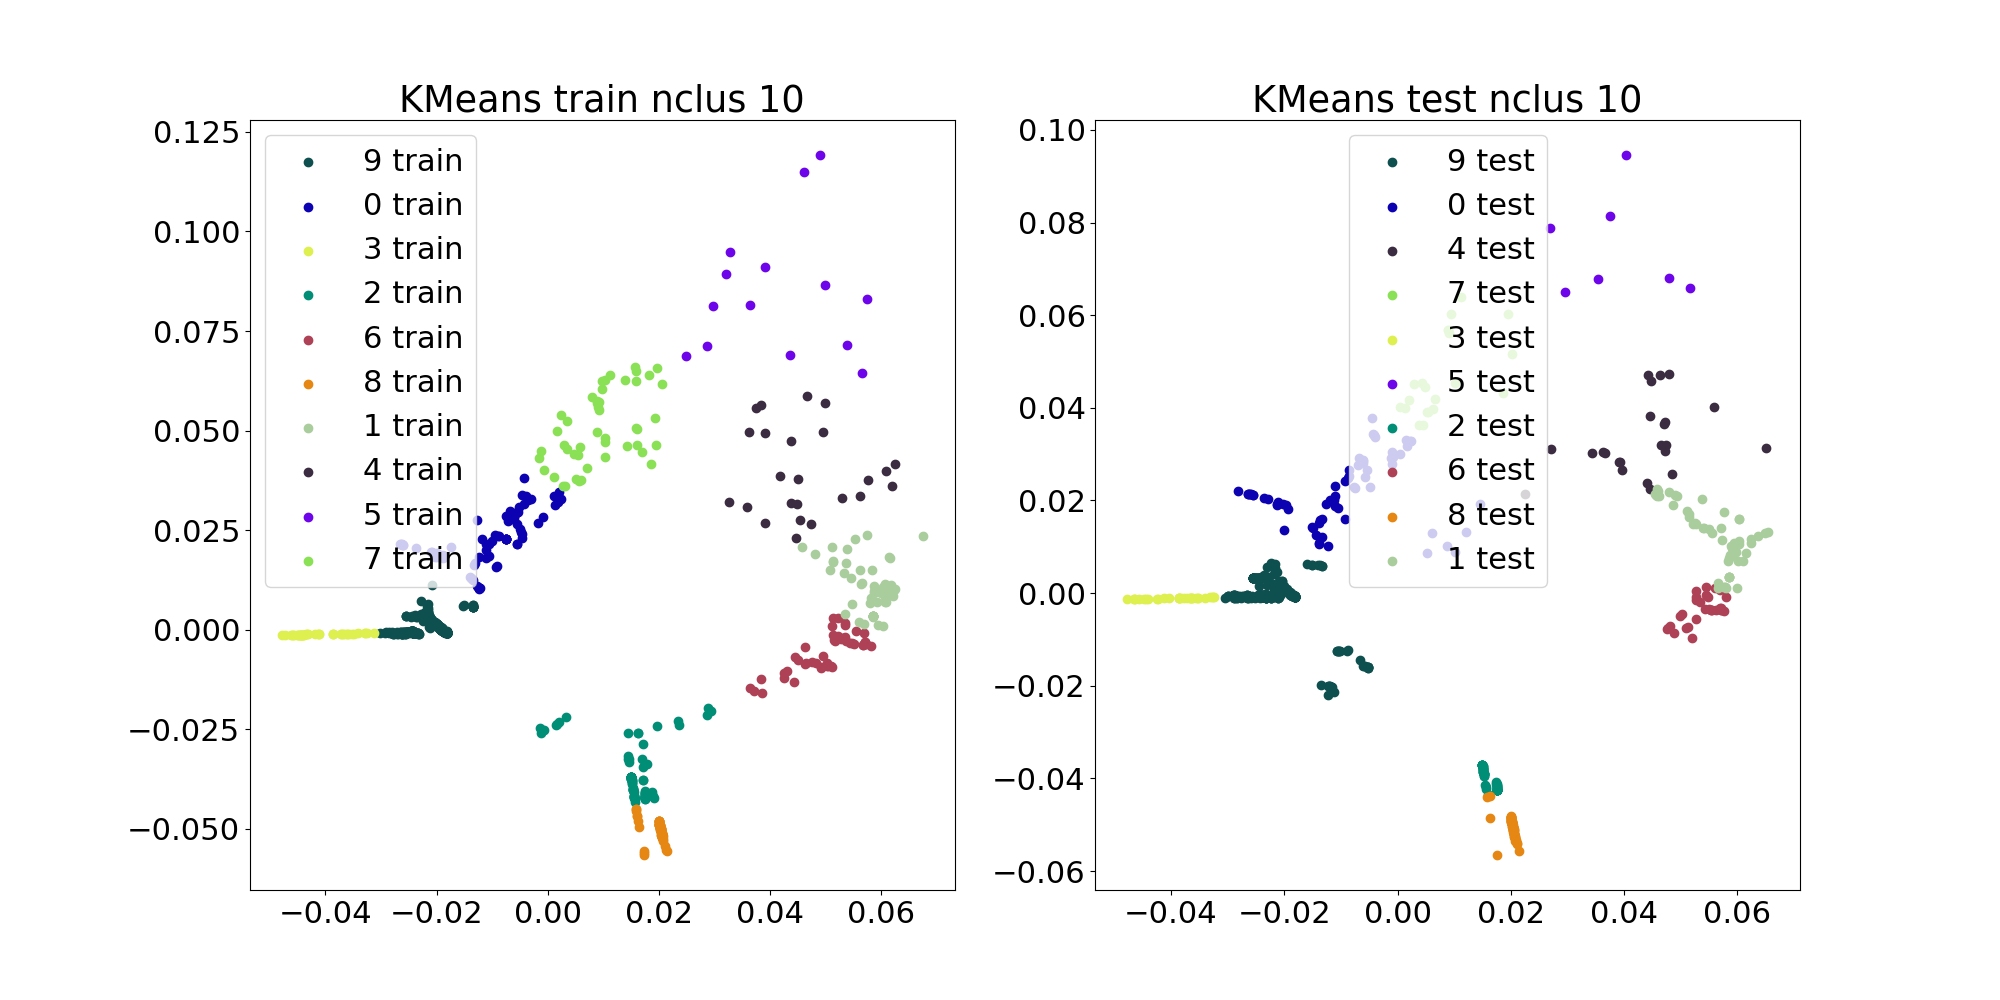 KMeans train nclus 10
0.125
0.100
0.075
0.050
0.025
0.000
−0.025
−0.050
−0.04
−0.02
0.00
0.02
0.04
0.06
9 train
0 train
3 train
2 train
6 train
8 train
1 train
4 train
5 train
7 train
KMeans test nclus 10
0.10
0.08
0.06
0.04
0.02
0.00
−0.02
−0.04
−0.06
−0.04
−0.02
0.00
0.02
0.04
0.06
9 test
0 test
4 test
7 test
3 test
5 test
2 test
6 test
8 test
1 test